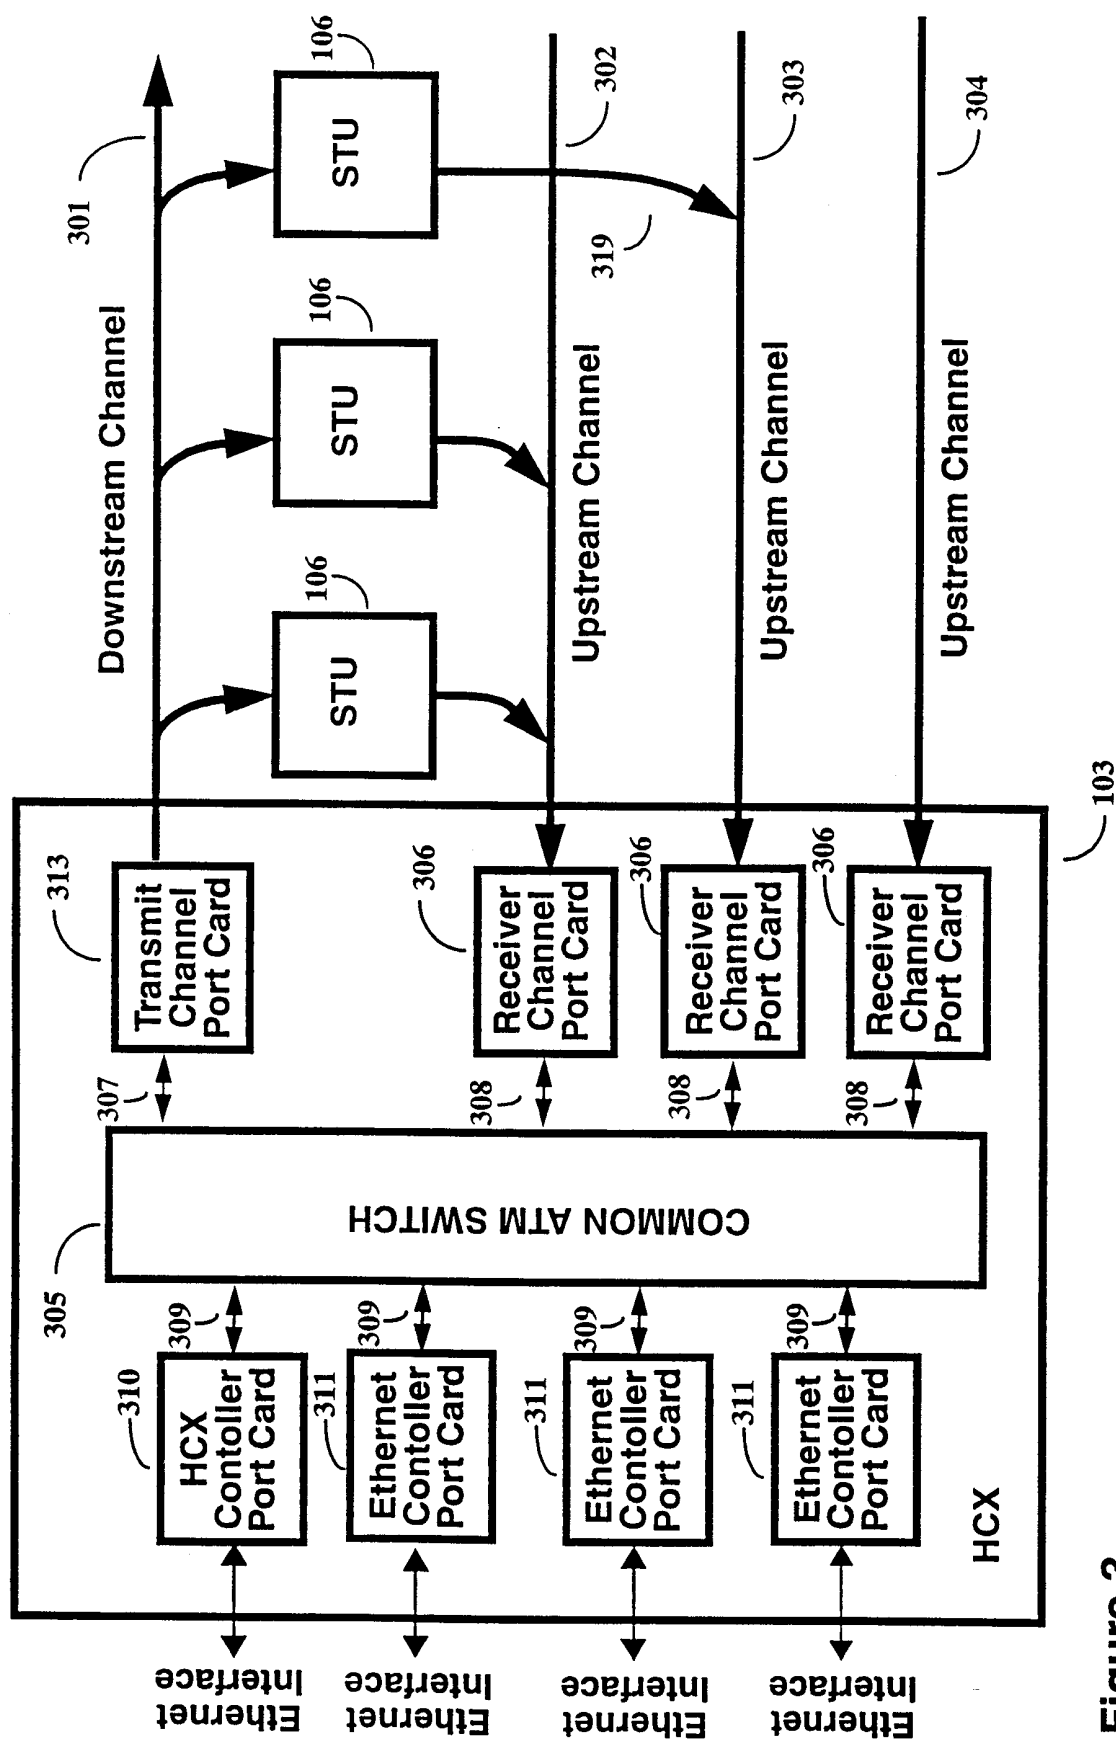 301
Downstream Channel
106
STU
106
STU
106
STU
302
Upstream Channel
319
303
Upstream Channel
304
Upstream Channel
313
Transmit
Channel
Port Card
306
Receiver
Channel
Port Card
306
Receiver
Channel
Port Card
306
Receiver
Channel
Port Card
307
308
308
308
305
COMMON ATM SWITCH
309
309
309
309
310
HCX
Contoller
Port Card
311
Ethernet
Contoller
Port Card
311
Ethernet
Contoller
Port Card
311
Ethernet
Contoller
Port Card
Ethernet
Interface
Ethernet
Interface
Ethernet
Interface
Ethernet
Interface
HCX
103
Figure 3